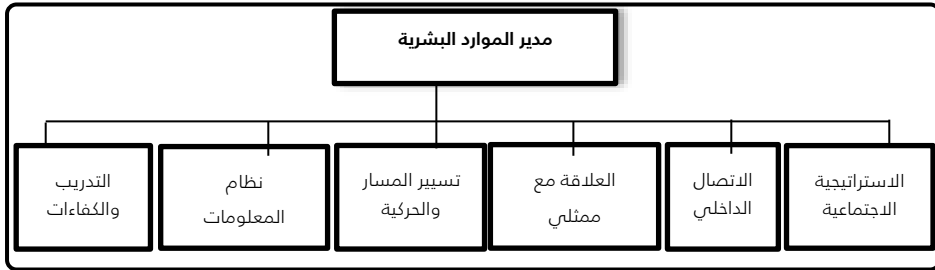 مدير الموارد البشرية
الاستراتيجية
الاجتماعية
الاتصال
الداخلي
العلاقة مع
ممثلي
تسيير المسار
والحركية
نظام
المعلومات
التدريب
والكفاءات